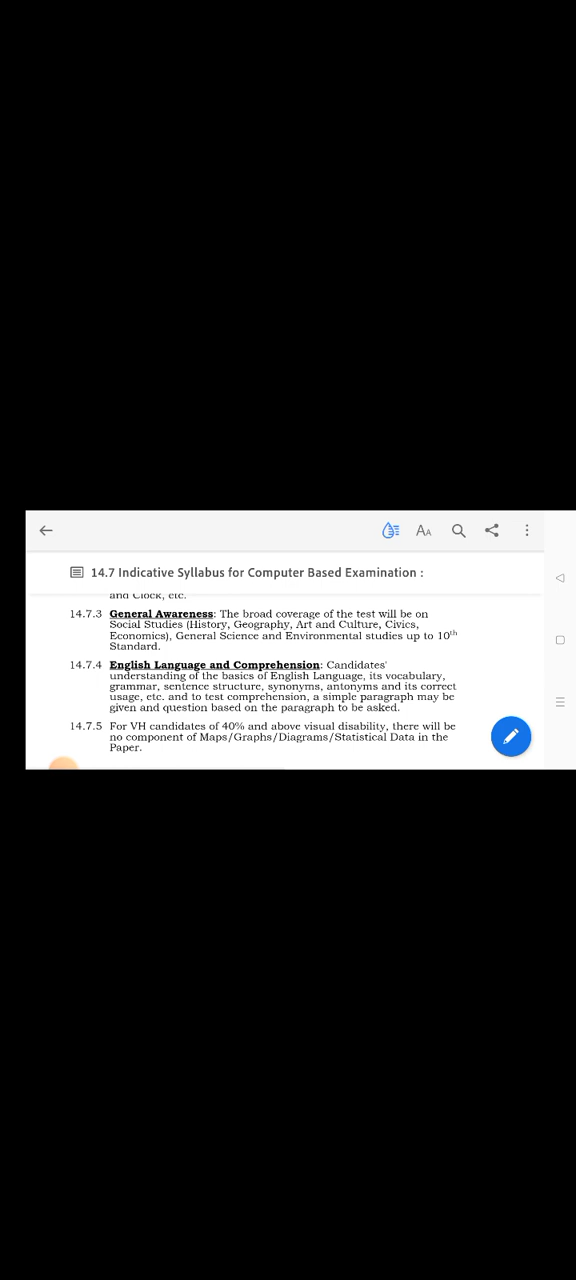 AA
14.7 Indicative Syllabus for Computer Based Examination :
and Clock, etc.
14.7.3 General Awareness: The broad coverage of the test will be on
Social Studies (History, Geography, Art and Culture, Civics,
Economics), General Science and Environmental studies up to 10th
Standard.
14.7.4 English Language and Comprehension: Candidates'
understanding of the basics of English Language, its vocabulary,
grammar, sentence structure, synonyms, antonyms and its correct
usage, etc. and to test comprehension, a simple paragraph may be
given and question based on the paragraph to be asked.
14.7.5 For VH candidates of 40% and above visual disability, there will be
no component of Maps/Graphs/Diagrams/Statistical Data in the
Paper.